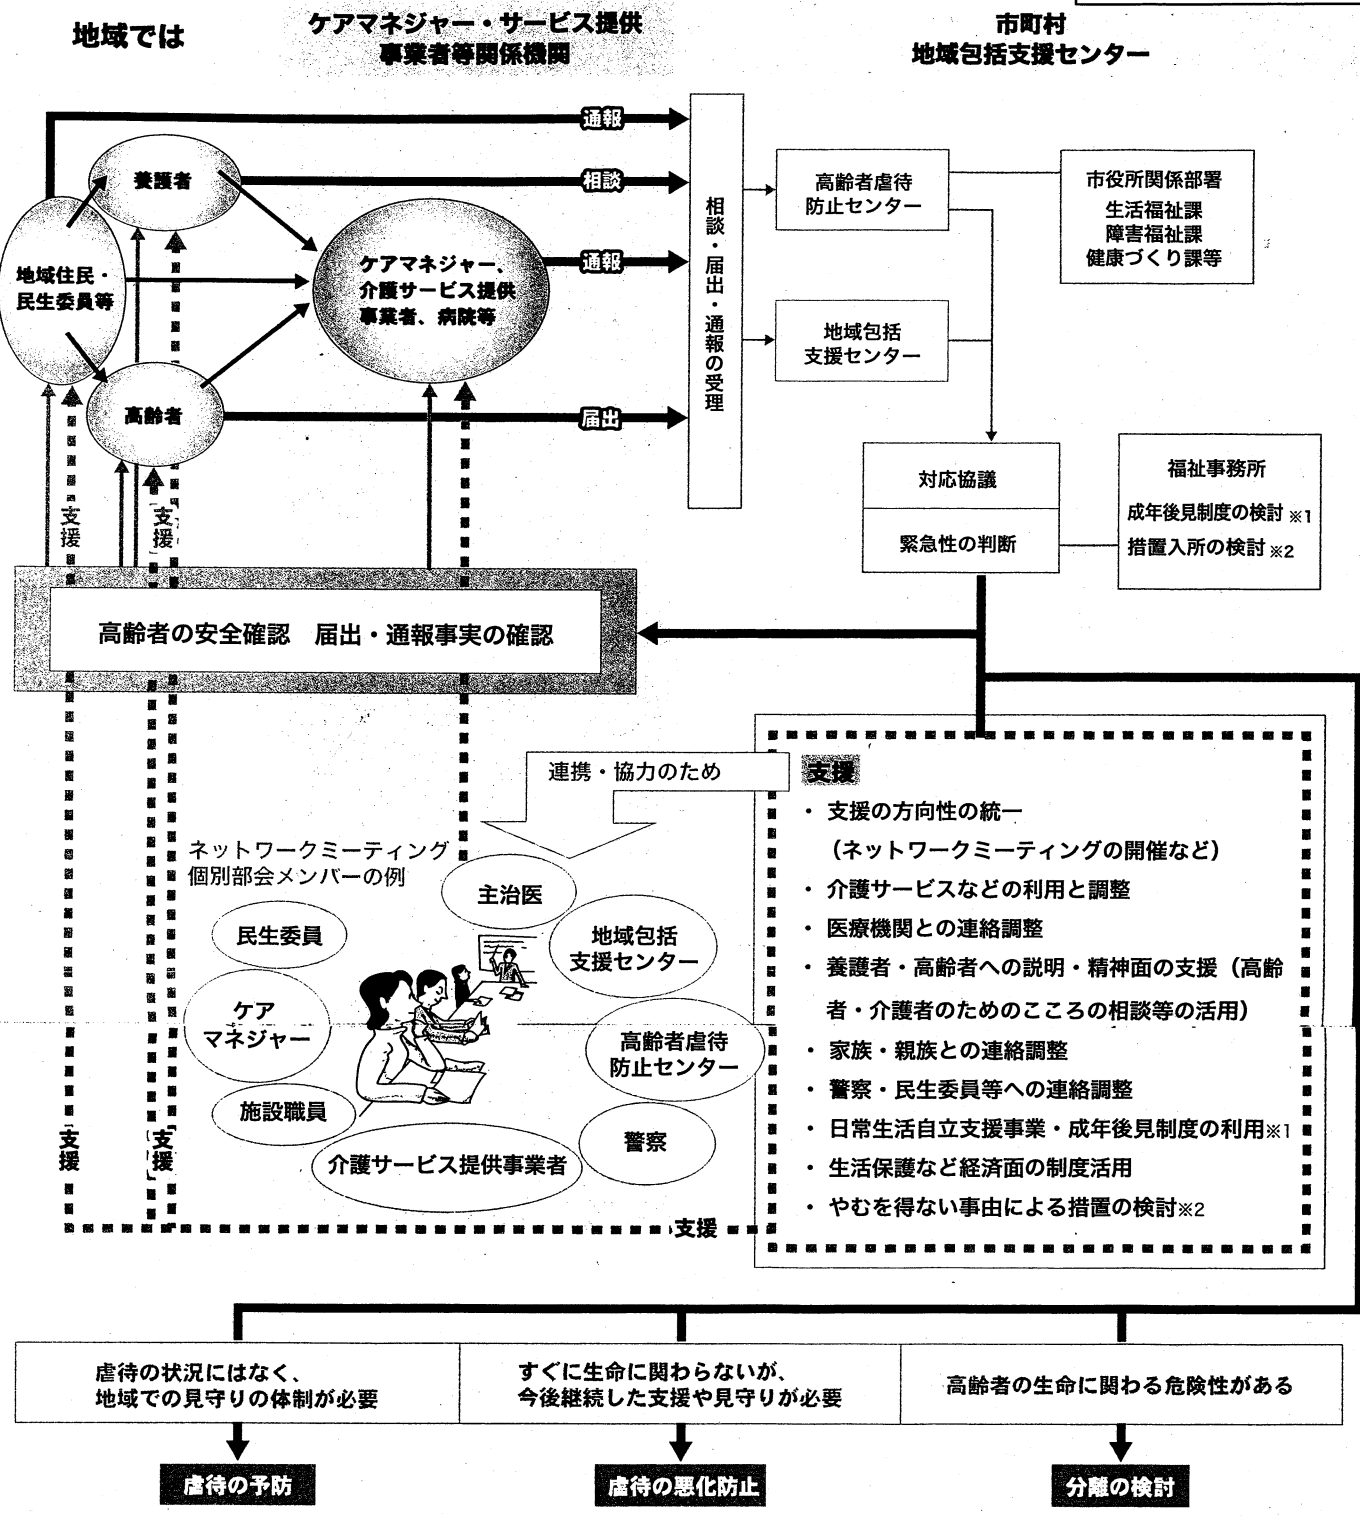 地域では
ケアマネジャー・サービス提供
事業者等関係機関
市町村
地域包括支援センター
通報
養護者
相談
地域住民・
民生委員等
ケアマネジャー、
介護サービス提供
事業者、病院等
通報
高齢者
届出
相談・届出・通報の受理
高齢者虐待
防止センター
市役所関係部署
生活福祉課
障害福祉課
健康づくり課等
地域包括
支援センター
対応協議
緊急性の判断
福祉事務所
成年後見制度の検討※1
措置入所の検討※2
支援
支援
高齢者の安全確認 届出・通報事実の確認
連携・協力のため
ネットワークミーティング
個別部会メンバーの例
主治医
民生委員
地域包括
支援センター
ケア
マネジャー
高齢者虐待
防止センター
施設職員
警察
介護サービス提供事業者
支援
支援
支援
支援
・ 支援の方向性の統一
（ネットワークミーティングの開催など）
・ 介護サービスなどの利用と調整
・ 医療機関との連絡調整
・ 養護者・高齢者への説明・精神面の支援（高齢
者・介護者のためのこころの相談等の活用）
・ 家族・親族との連絡調整
・ 警察・民生委員等への連絡調整
・ 日常生活自立支援事業・成年後見制度の利用※1
・ 生活保護など経済面の制度活用
・ やむを得ない事由による措置の検討※2
虐待の状況にはなく、
地域での見守りの体制が必要
すぐに生命に関わらないが、
今後継続した支援や見守りが必要
高齢者の生命に関わる危険性がある
虐待の予防
虐待の悪化防止
分離の検討